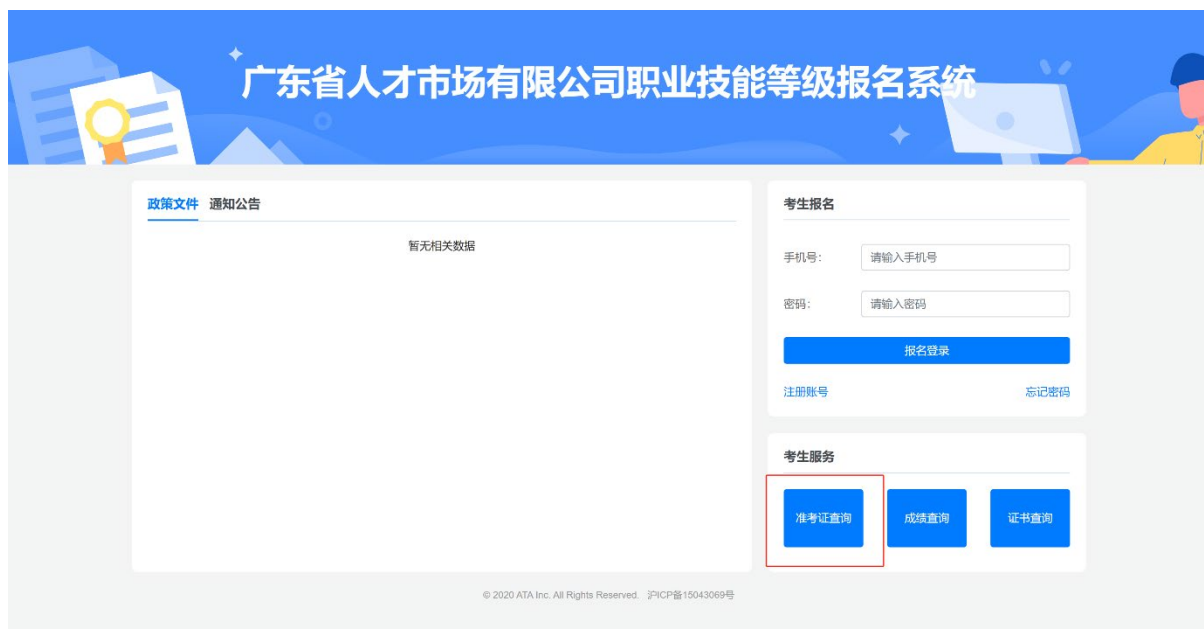 广东省人才市场有限公司职业技能等级报名系统
政策文件 通知公告
暂无相关数据
考生报名
手机号： 请输入手机号
密码： 请输入密码
报名登录
注册账号 忘记密码
考生服务
准考证查询 成绩查询 证书查询
© 2020 ATA Inc. All Rights Reserved. 沪ICP备15043069号